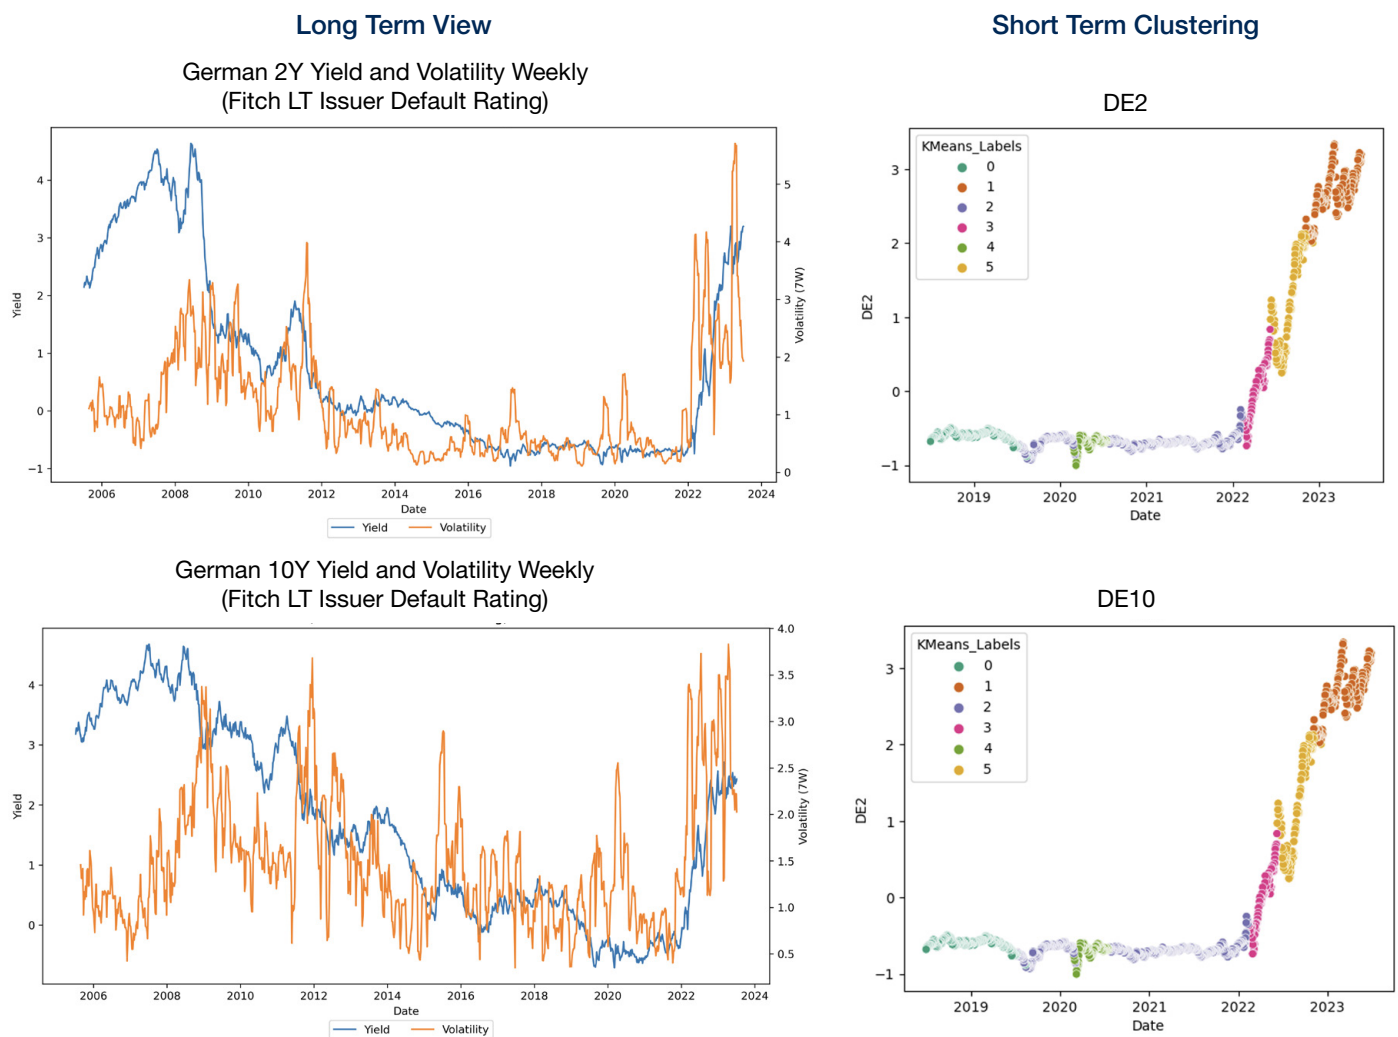 Long Term View
Short Term Clustering
German 2Y Yield and Volatility Weekly
(Fitch LT Issuer Default Rating)
4
3
2
1
0
−1
Yield
5
4
3
2
1
0
Volatility (7W)
2006 2008 2010 2012 2014 2016 2018 2020 2022 2024
Date
Yield Volatility
DE2
KMeans_Labels
0
1
2
3
4
5
3
2
1
0
−1
DE2
2019 2020 2021 2022 2023
Date
German 10Y Yield and Volatility Weekly
(Fitch LT Issuer Default Rating)
4
3
2
1
0
Yield
4.0
3.5
3.0
2.5
2.0
1.5
1.0
0.5
Volatility (7W)
2006 2008 2010 2012 2014 2016 2018 2020 2022 2024
Date
Yield Volatility
DE10
KMeans_Labels
0
1
2
3
4
5
3
2
1
0
−1
DE2
2019 2020 2021 2022 2023
Date